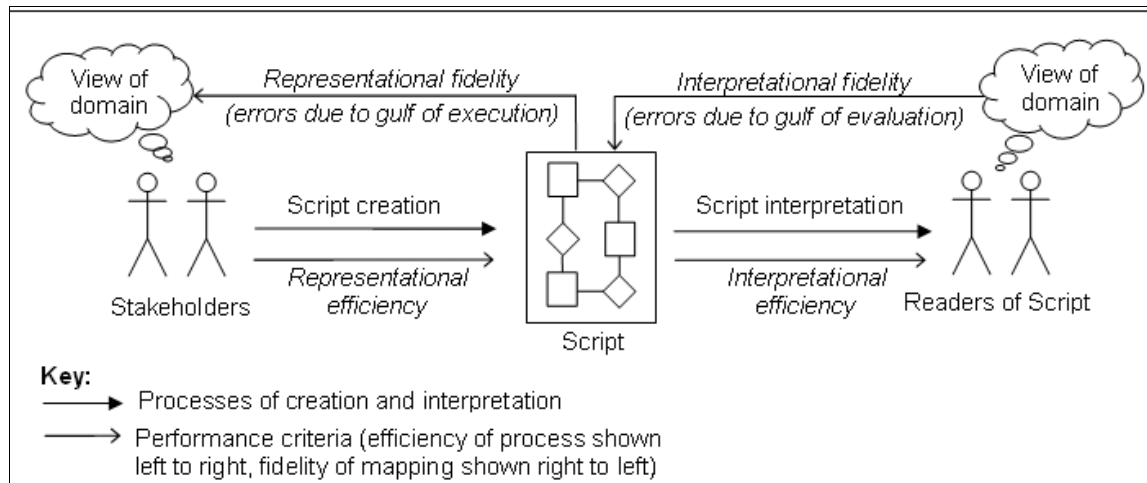 View of
domain
Representational fidelity
(errors due to gulf of execution)
Interpretational fidelity
(errors due to gulf of evaluation)
View of
domain
Script creation
Representational
efficiency
Script interpretation
Interpretational
efficiency
Stakeholders
Script
Readers of Script
Key:
Processes of creation and interpretation
Performance criteria (efficiency of process shown
left to right, fidelity of mapping shown right to left)